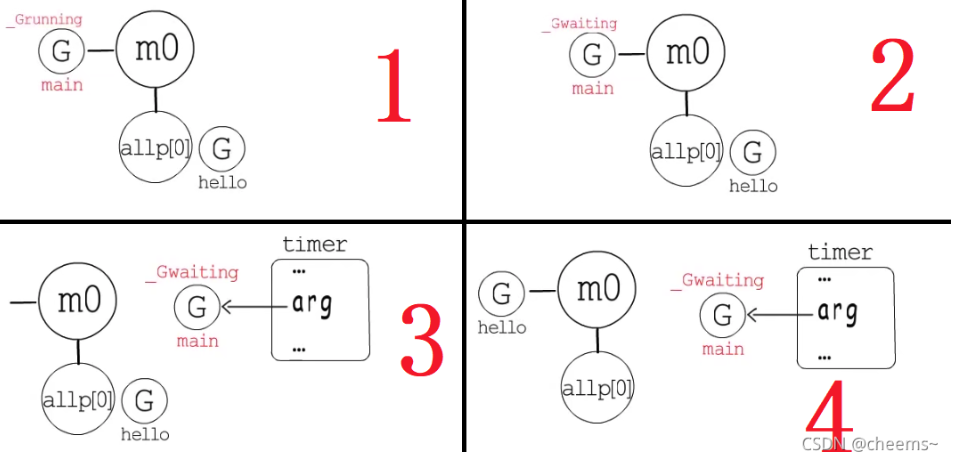 _Grunning
G
m0
main
allp[0]
G
hello
1
_Gwaiting
G
m0
main
allp[0]
G
hello
2
timer
_Gwaiting
...
m0
G
arg
main
...
allp[0]
G
hello
3
timer
_Gwaiting
...
G
m0
G
arg
hello
main
...
allp[0]
4
CSDN @cheems~